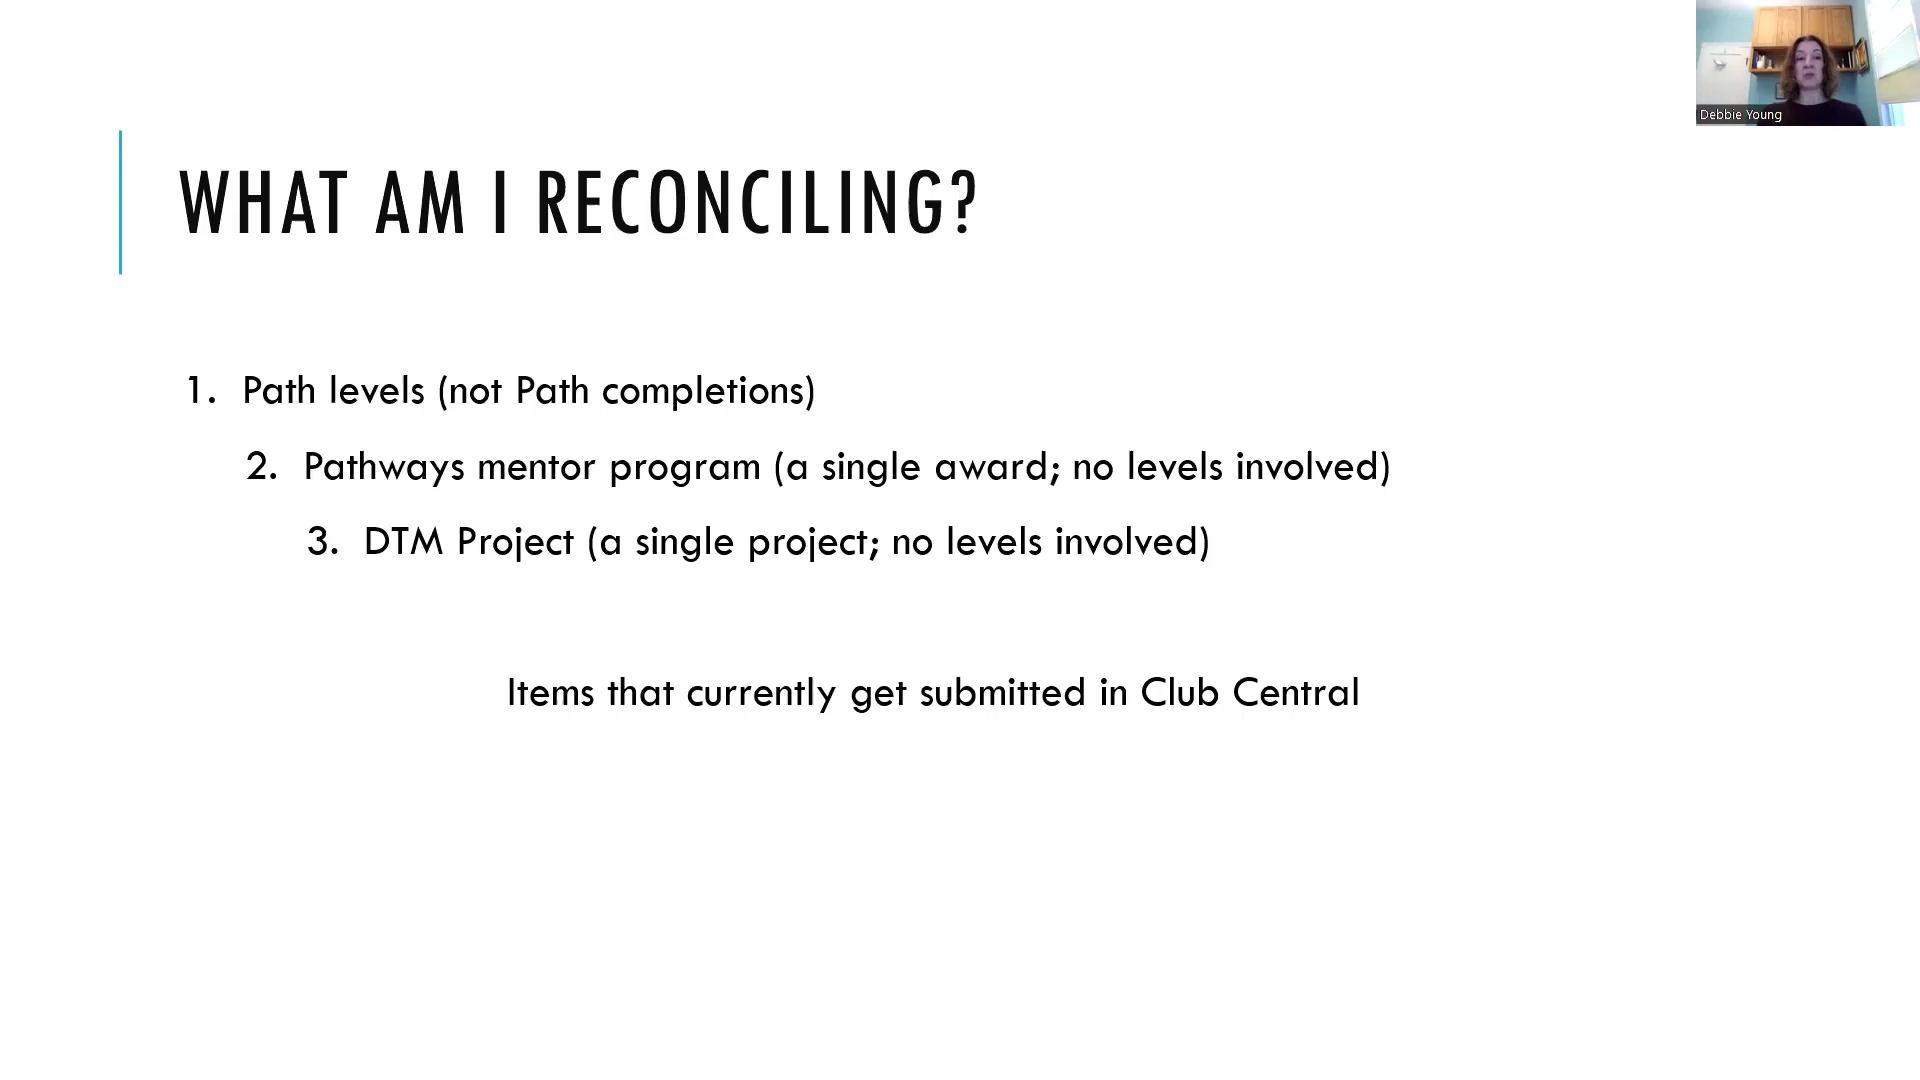 Debbie Young
WHAT AM I RECONCILING?
1. Path levels (not Path completions)
2. Pathways mentor program (a single award; no levels involved)
3. DTM Project (a single project; no levels involved)
Items that currently get submitted in Club Central